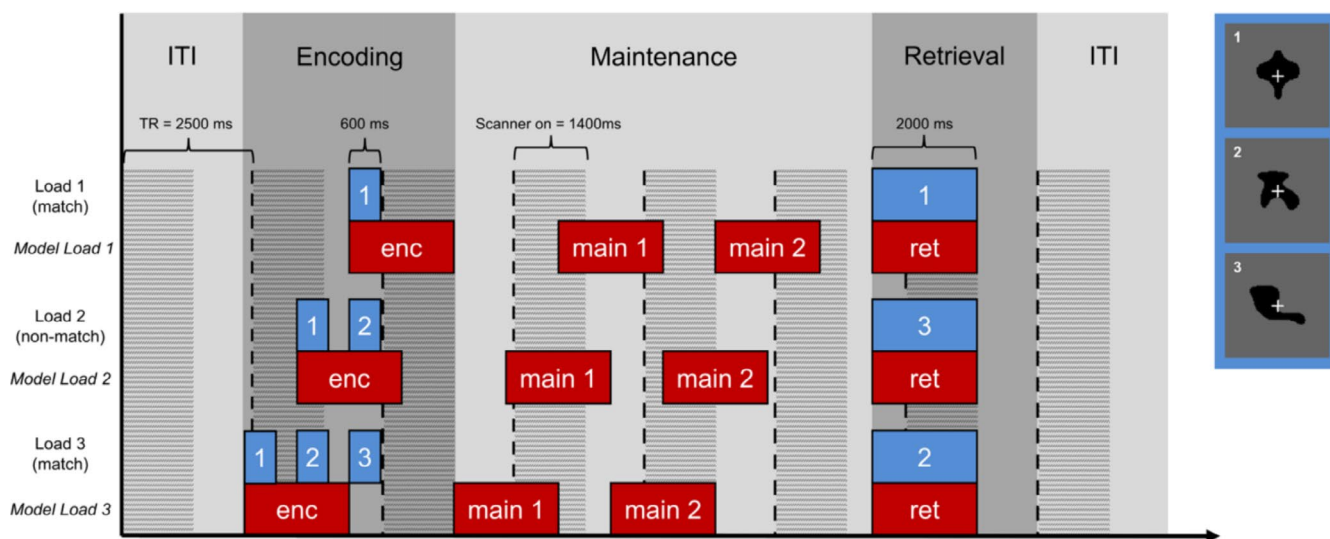 ITI
Encoding
Maintenance
Retrieval
ITI
TR = 2500 ms
600 ms
Scanner on = 1400ms
2000 ms
Load 1
(match)
1
1
Model Load 1
enc
main 1
main 2
ret
Load 2
(non-match)
1
2
3
Model Load 2
enc
main 1
main 2
ret
Load 3
(match)
1
2
3
2
Model Load 3
enc
main 1
main 2
ret
1
2
3